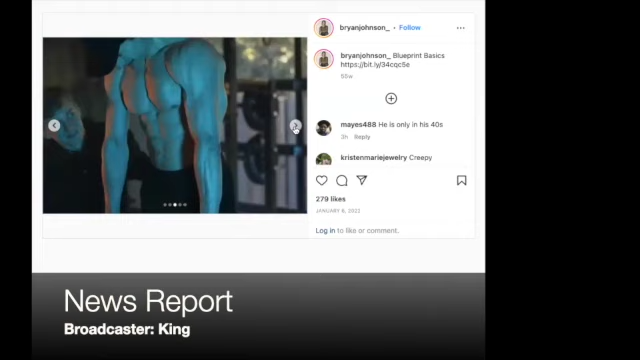 bryanjohnson_ • Follow
bryanjohnson_ Blueprint Basics
https://bit.ly/34cqc5e
55w
mayes488 He is only in his 40s
3h Reply
kristenmariejewelry Creepy
279 likes
JANUARY 6, 2022
Log in to like or comment.
News Report
Broadcaster: King